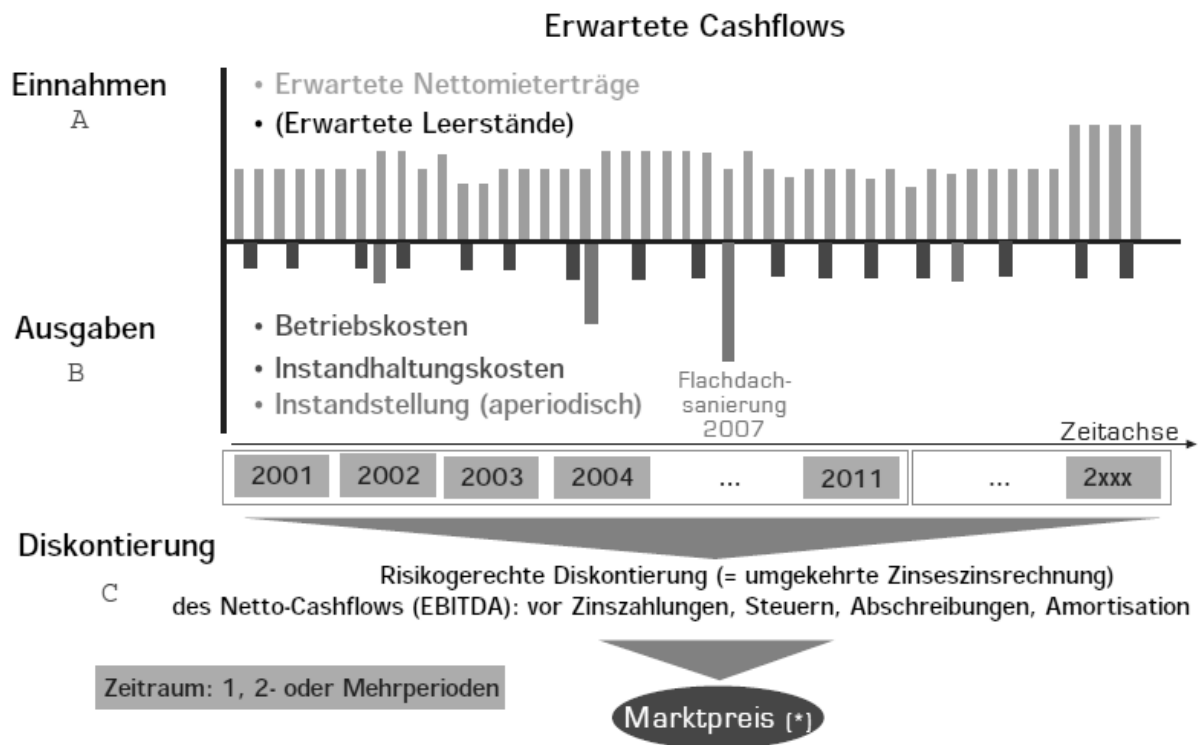 Erwartete Cashflows
Einnahmen
A
• Erwartete Nettomieterträge
• (Erwartete Leerstände)
Ausgaben
B
• Betriebskosten
• Instandhaltungskosten
• Instandstellung (aperiodisch)
Flachdach-
sanierung
2007
Zeitachse
2001 2002 2003 2004 ... 2011 ... 2xxx
Diskontierung
C
Risikogerechte Diskontierung (= umgekehrte Zinseszinsrechnung)
des Netto-Cashflows (EBITDA): vor Zinszahlungen, Steuern, Abschreibungen, Amortisation
Zeitraum: 1, 2- oder Mehrperioden
Marktpreis (*)